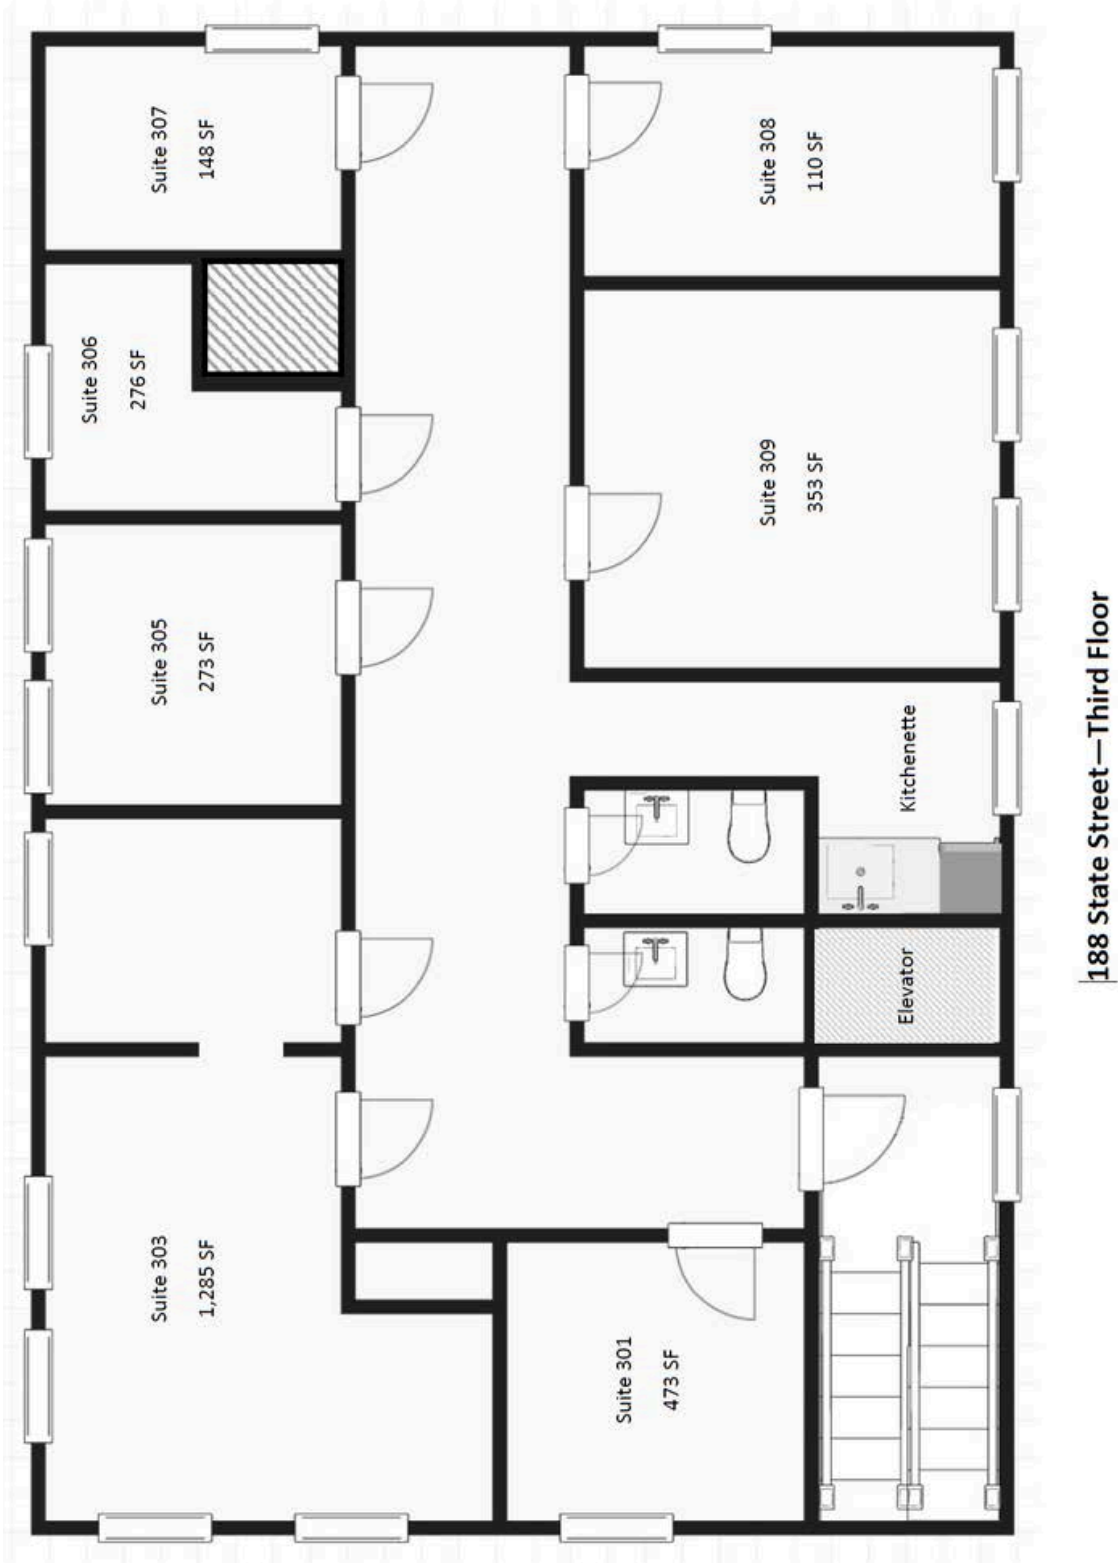 Suite 307
148 SF
Suite 308
110 SF
Suite 306
276 SF
Suite 309
353 SF
Suite 305
273 SF
Kitchenette
Elevator
Suite 303
1,285 SF
Suite 301
473 SF
188 State Street—Third Floor